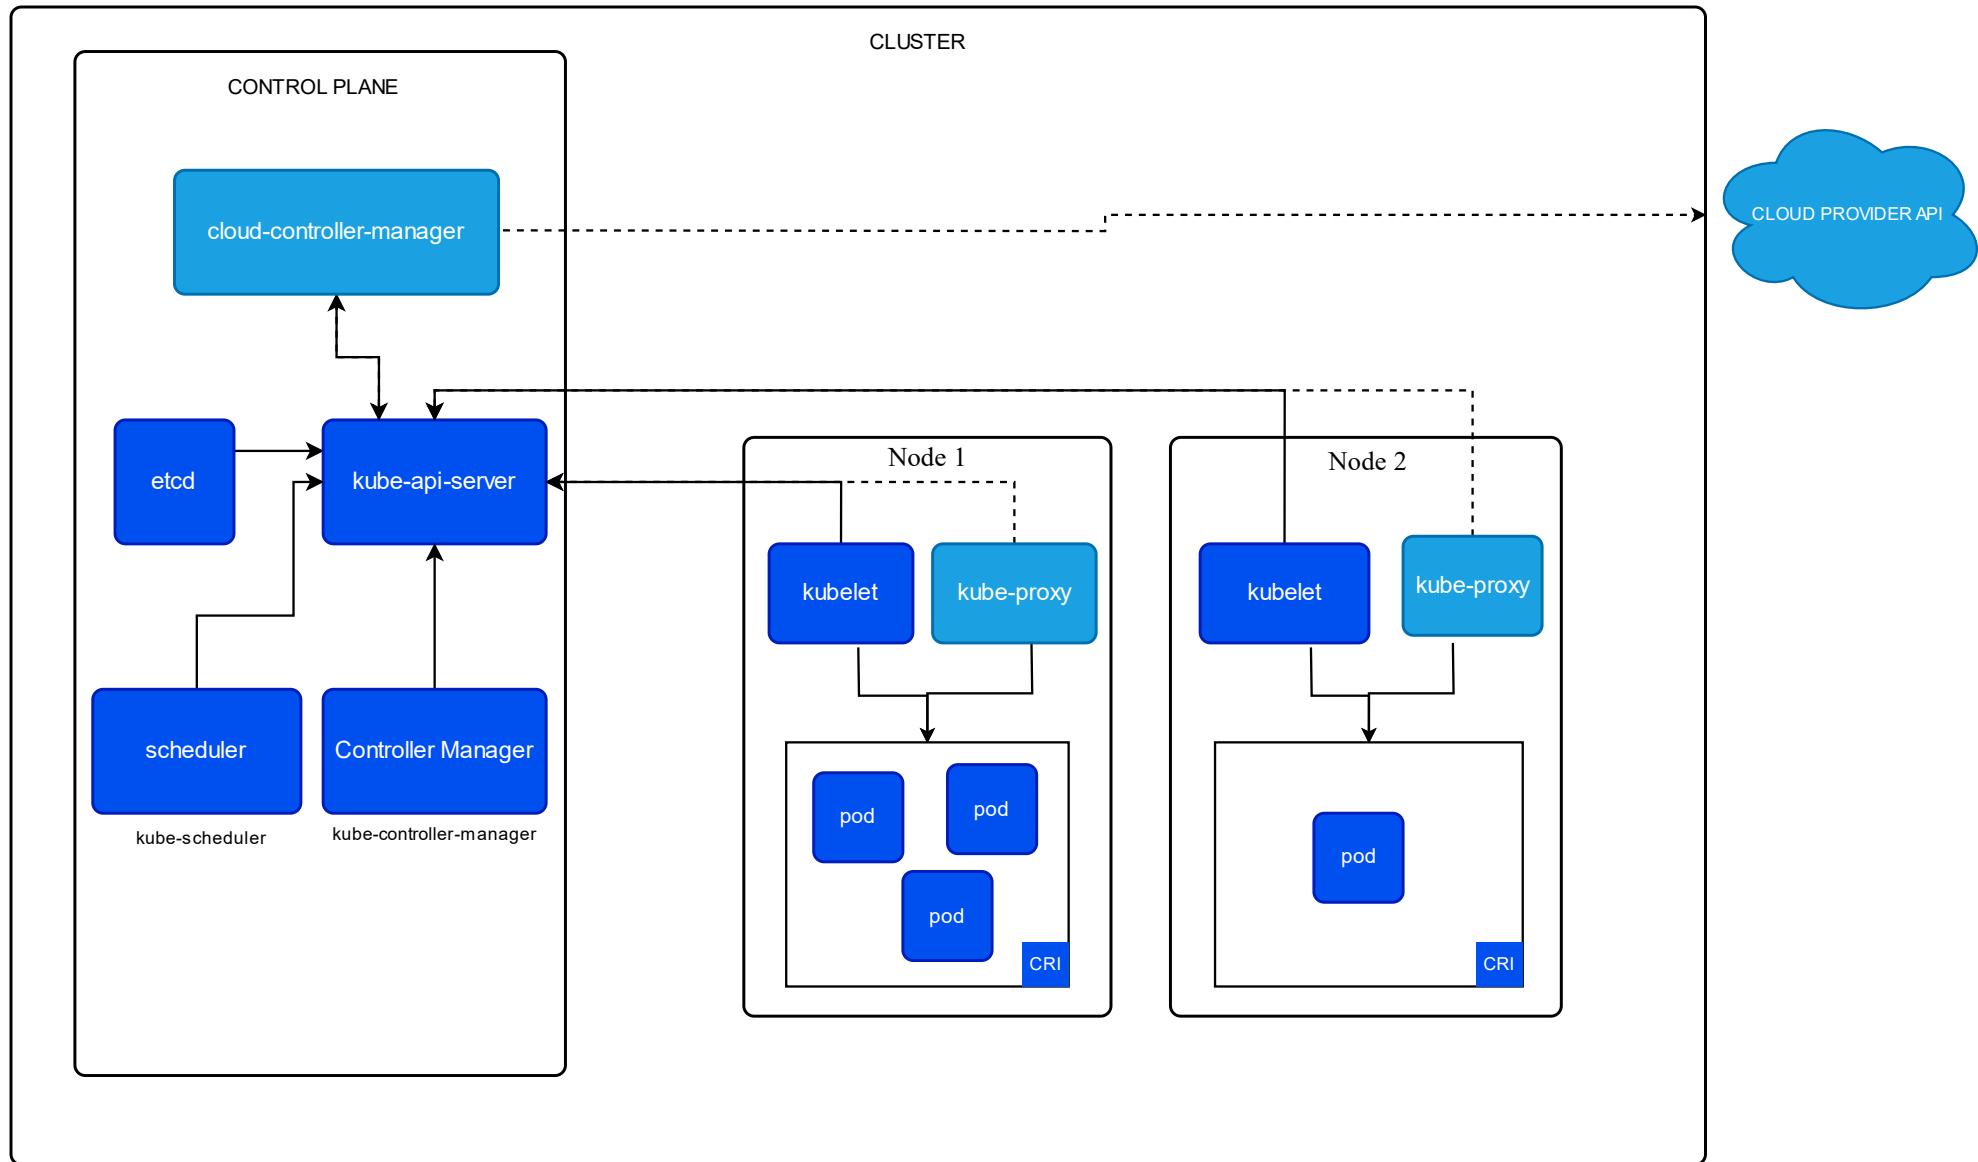 CLUSTER
CONTROL PLANE
cloud-controller-manager
CLOUD PROVIDER API
etcd
kube-api-server
scheduler
Controller Manager
kube-scheduler
kube-controller-manager
Node 1
kubelet
kube-proxy
pod
pod
pod
CRI
Node 2
kubelet
kube-proxy
pod
CRI